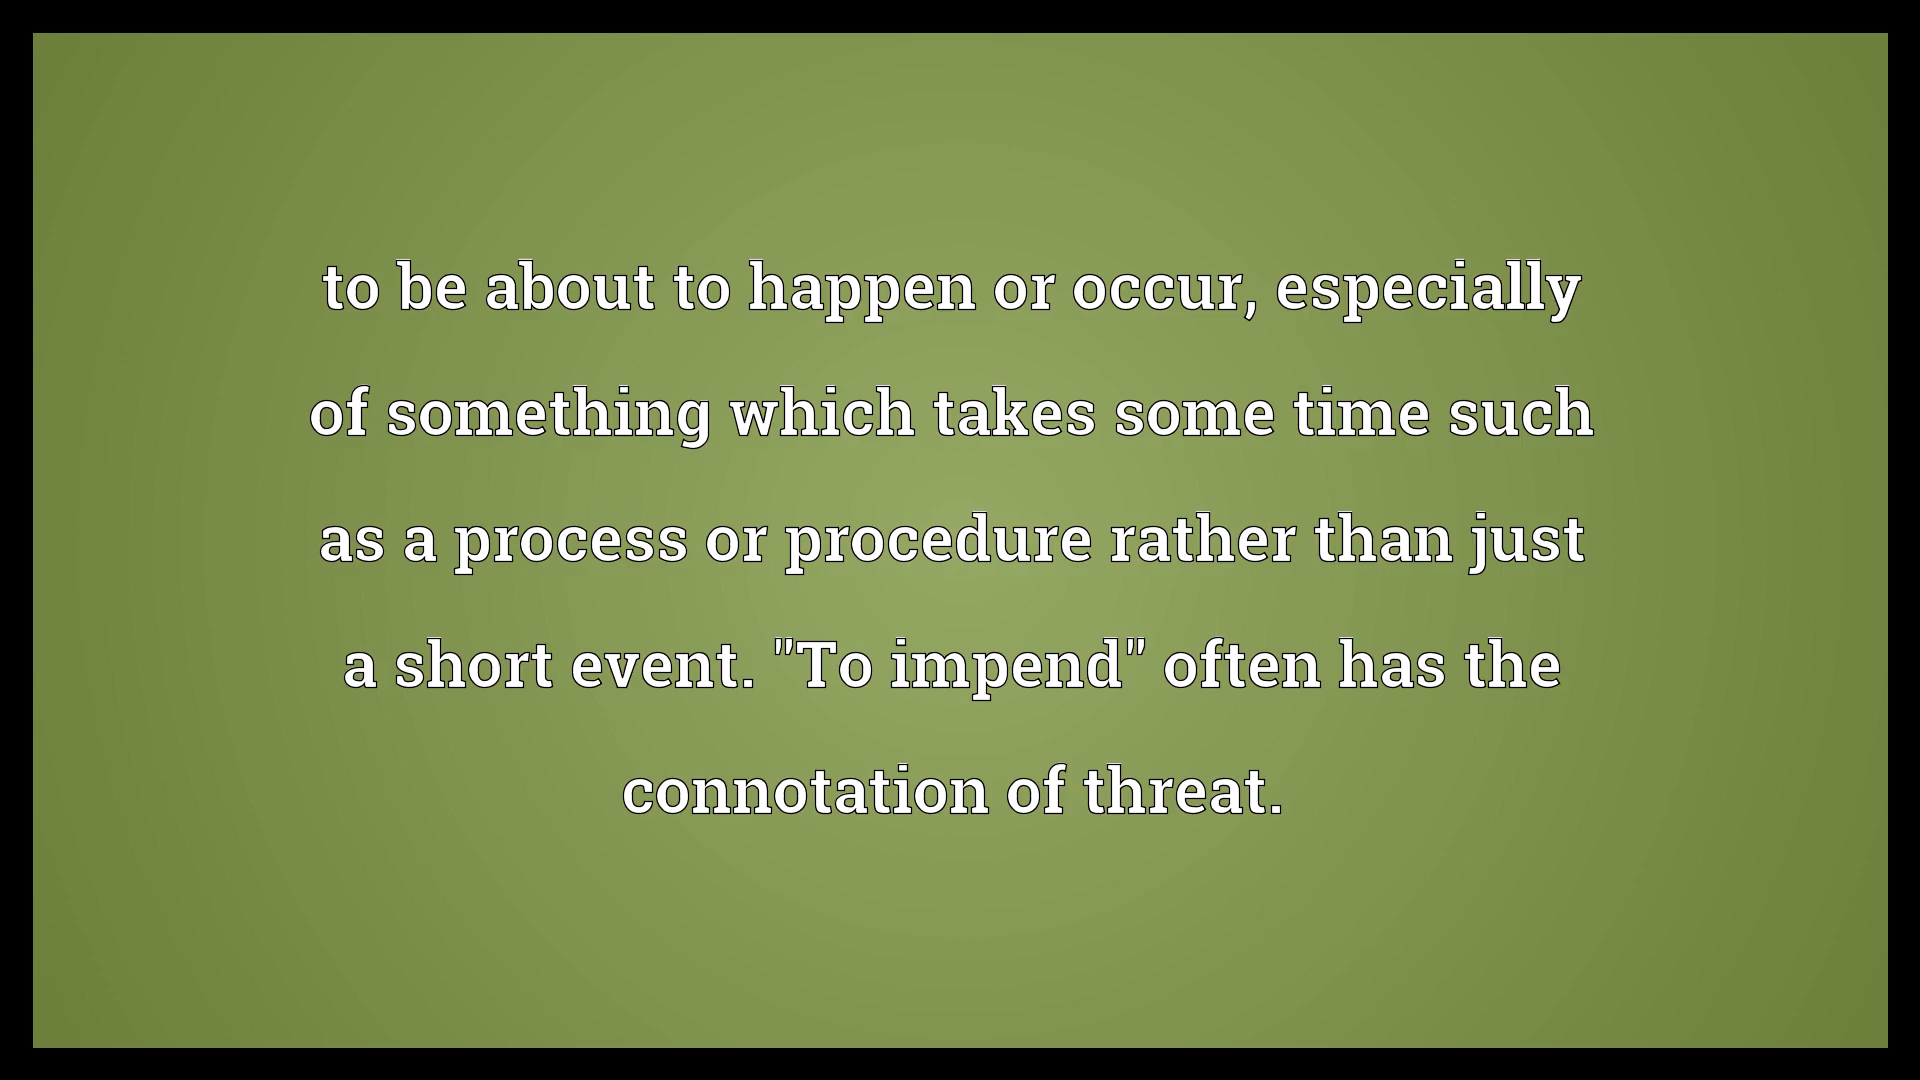 to be about to happen or occur, especially
of something which takes some time such
as a process or procedure rather than just
a short event. "To impend" often has the
connotation of threat.